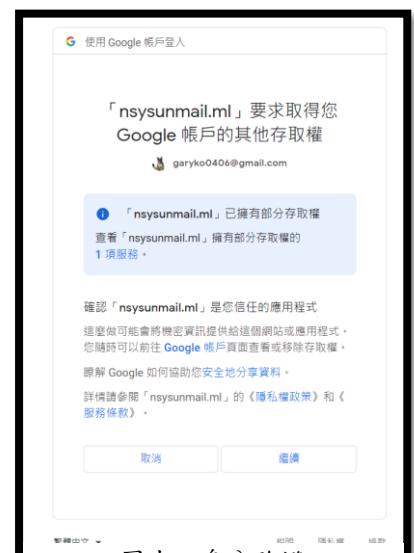 使用 Google 帳戶登入
「nsysunmail.ml」要求取得您
Google 帳戶的其他存取權
garyko0406@gmail.com
「nsysunmail.ml」已擁有部分存取權
查看「nsysunmail.ml」擁有部分存取權的
1 項服務。
確認「nsysunmail.ml」是您信任的應用程式
這麼做可能會將機密資訊提供給這個網站或應用程式。
您隨時可以前往 Google 帳戶頁面查看或移除存取權。
瞭解 Google 如何協助您安全地分享資料。
詳情請參閱「nsysunmail.ml」的《隱私權政策》和《
服務條款》。
取消
繼續
繁體中文
說明 隱私權 條款